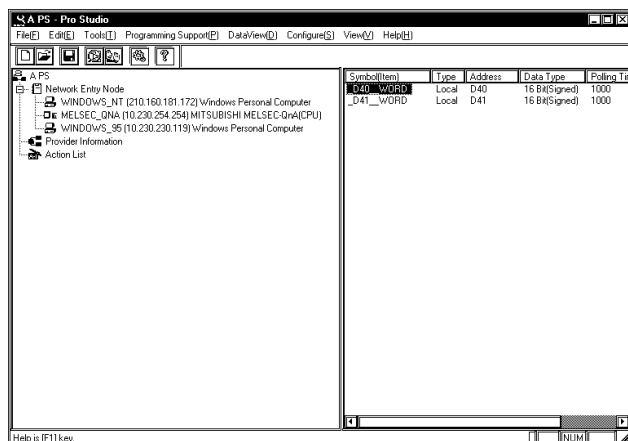 A PS - Pro Studio
File(F) Edit(E) Tools(T) Programming Support(P) DataView(D) Configure(S) View(V) Help(H)
A PS
Network Entry Node
WINDOWS_NT (210.160.181.172) Windows Personal Computer
MELSEC_QNA (10.230.254.254) MITSUBISHI MELSEC-QnA(CPU)
WINDOWS_95 (10.230.230.119) Windows Personal Computer
Provider Information
Action List
Symbol(Item) Type Address Data Type Polling Ti
_D40__WORD Local D40 16 Bit(Signed) 1000
_D41__WORD Local D41 16 Bit(Signed) 1000
Help is [F1] key. NUM